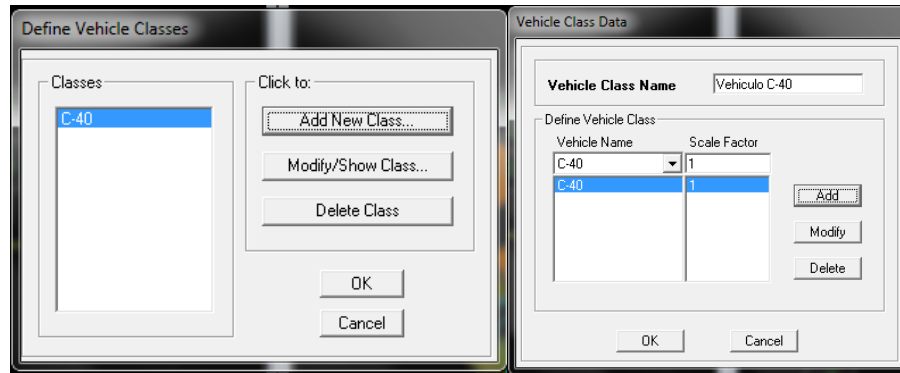 Define Vehicle Classes
Classes
C-40
Click to:
Add New Class...
Modify/Show Class...
Delete Class
OK
Cancel
Vehicle Class Data
Vehicle Class Name Vehiculo C-40
Define Vehicle Class
Vehicle Name Scale Factor
C-40 1
C-40 1
Add
Modify
Delete
OK Cancel